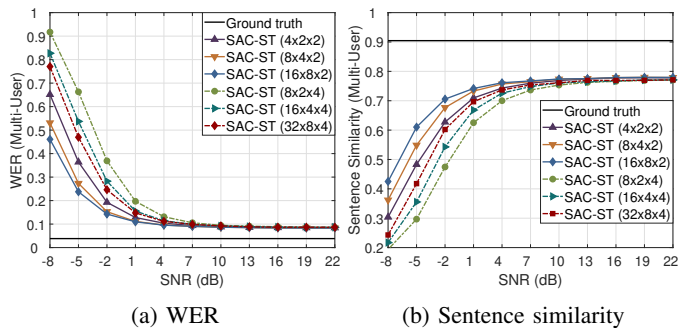 WER (Multi-User)
1
0.9
0.8
0.7
0.6
0.5
0.4
0.3
0.2
0.1
0
-8 -5 -2 1 4 7 10 13 16 19 22
SNR (dB)
Ground truth
SAC-ST (4x2x2)
SAC-ST (8x4x2)
SAC-ST (16x8x2)
SAC-ST (8x2x4)
SAC-ST (16x4x4)
SAC-ST (32x8x4)
(a) WER
Sentence Similarity (Multi-User)
1
0.9
0.8
0.7
0.6
0.5
0.4
0.3
0.2
-8 -5 -2 1 4 7 10 13 16 19 22
SNR (dB)
Ground truth
SAC-ST (4x2x2)
SAC-ST (8x4x2)
SAC-ST (16x8x2)
SAC-ST (8x2x4)
SAC-ST (16x4x4)
SAC-ST (32x8x4)
(b) Sentence similarity